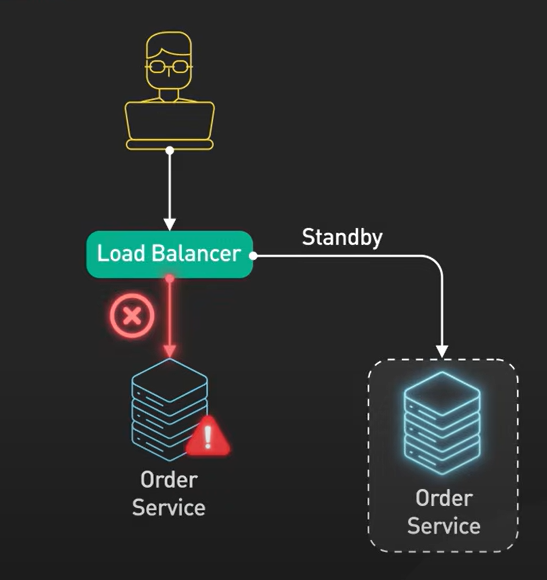 Load Balancer
Standby
Order
Service
Order
Service